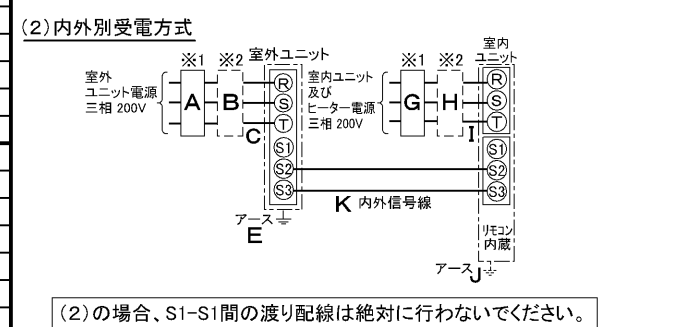 (2)内外別受電方式
※1 ※2 室外ユニット
室外
ユニット電源
三相 200V
A B
C
R
S
T
S1
S2
S3
アース
E
※1 ※2 室内
ユニット
室内ユニット
及び
ヒーター電源
三相 200V
G H
I
R
S
T
S1
S2
S3
K 内外信号線
リモコン
内蔵
アース J
(2)の場合、S1-S1間の渡り配線は絶対に行わないでください。